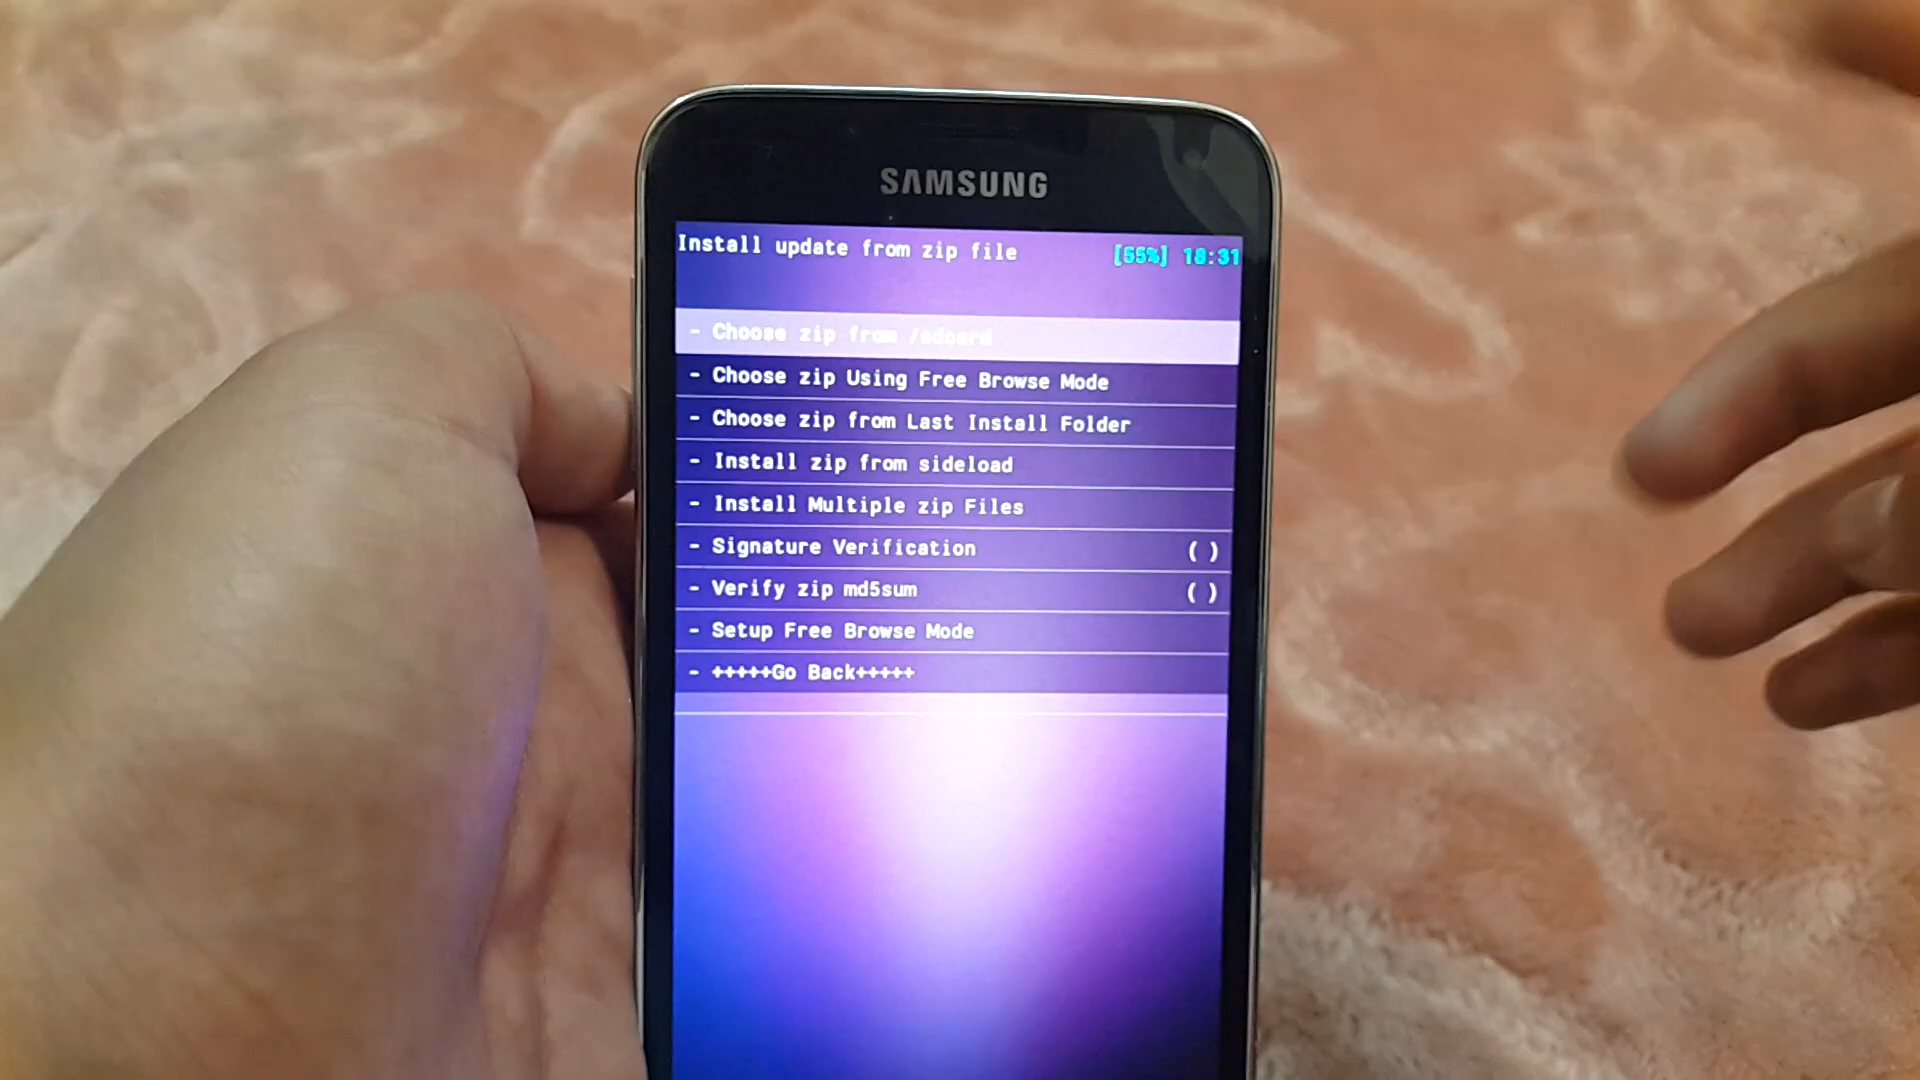 SAMSUNG
Install update from zip file [55%] 18:31
- Choose zip from /sdcard
- Choose zip Using Free Browse Mode
- Choose zip from Last Install Folder
- Install zip from sideload
- Install Multiple zip Files
- Signature Verification ( )
- Verify zip md5sum ( )
- Setup Free Browse Mode
- +++++Go Back+++++